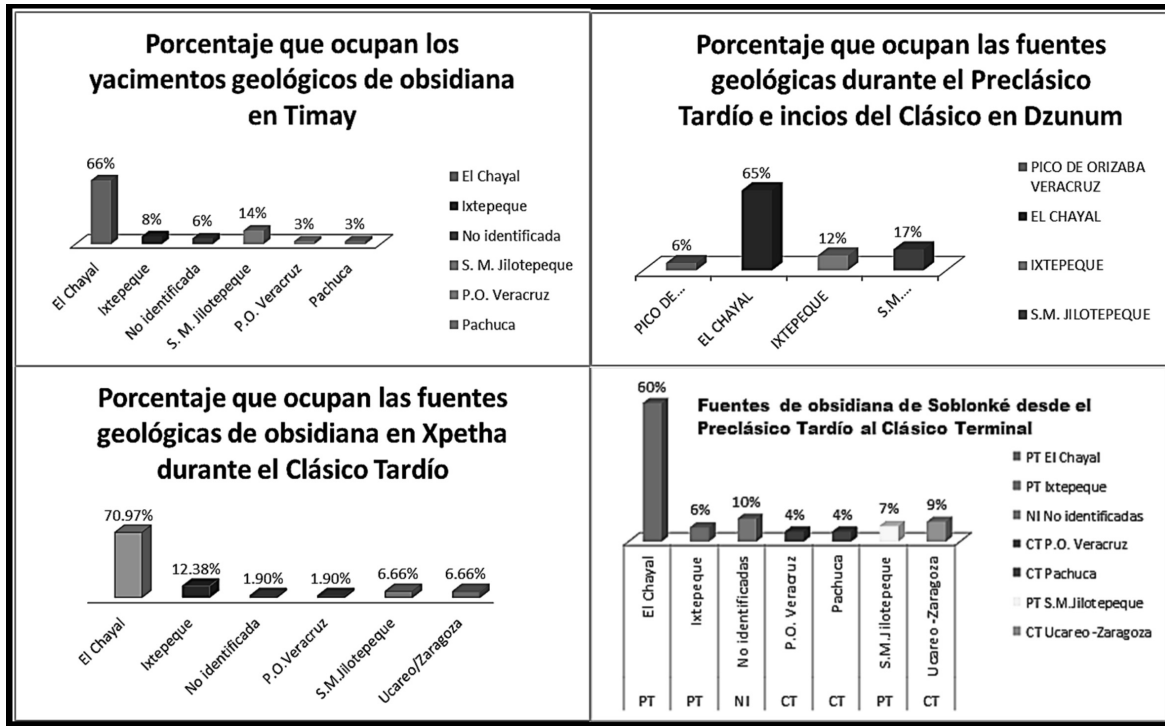 Porcentaje que ocupan los
yacimentos geológicos de obsidiana
en Timay
66%
8%
6%
14%
3%
3%
El Chayal
Ixtepeque
No identificada
S. M. Jilotepeque
P.O. Veracruz
Pachuca
El Chayal
Ixtepeque
No identificada
S. M. Jilotepeque
P.O. Veracruz
Pachuca
Porcentaje que ocupan las fuentes
geológicas durante el Preclásico
Tardío e incios del Clásico en Dzunum
6%
65%
12%
17%
PICO DE...
EL CHAYAL
IXTEPEQUE
S.M....
PICO DE ORIZABA
VERACRUZ
EL CHAYAL
IXTEPEQUE
S.M. JILOTEPEQUE
Porcentaje que ocupan las fuentes
geológicas de obsidiana en Xpetha
durante el Clásico Tardío
70.97%
12.38%
1.90%
1.90%
6.66%
6.66%
El Chayal
Ixtepeque
No identificada
P.O.Veracruz
S.M.Jilotepeque
Ucareo/Zaragoza
Fuentes de obsidiana de Soblonké desde el
Preclásico Tardío al Clásico Terminal
60%
6%
10%
4%
4%
7%
9%
El Chayal
Ixtepeque
No identificadas
P.O. Veracruz
Pachuca
S.M.Jilotepeque
Ucareo -Zaragoza
PT
PT
NI
CT
CT
PT
CT
PT El Chayal
PT Ixtepeque
NI No identificadas
CT P.O. Veracruz
CT Pachuca
PT S.M.Jilotepeque
CT Ucareo -Zaragoza